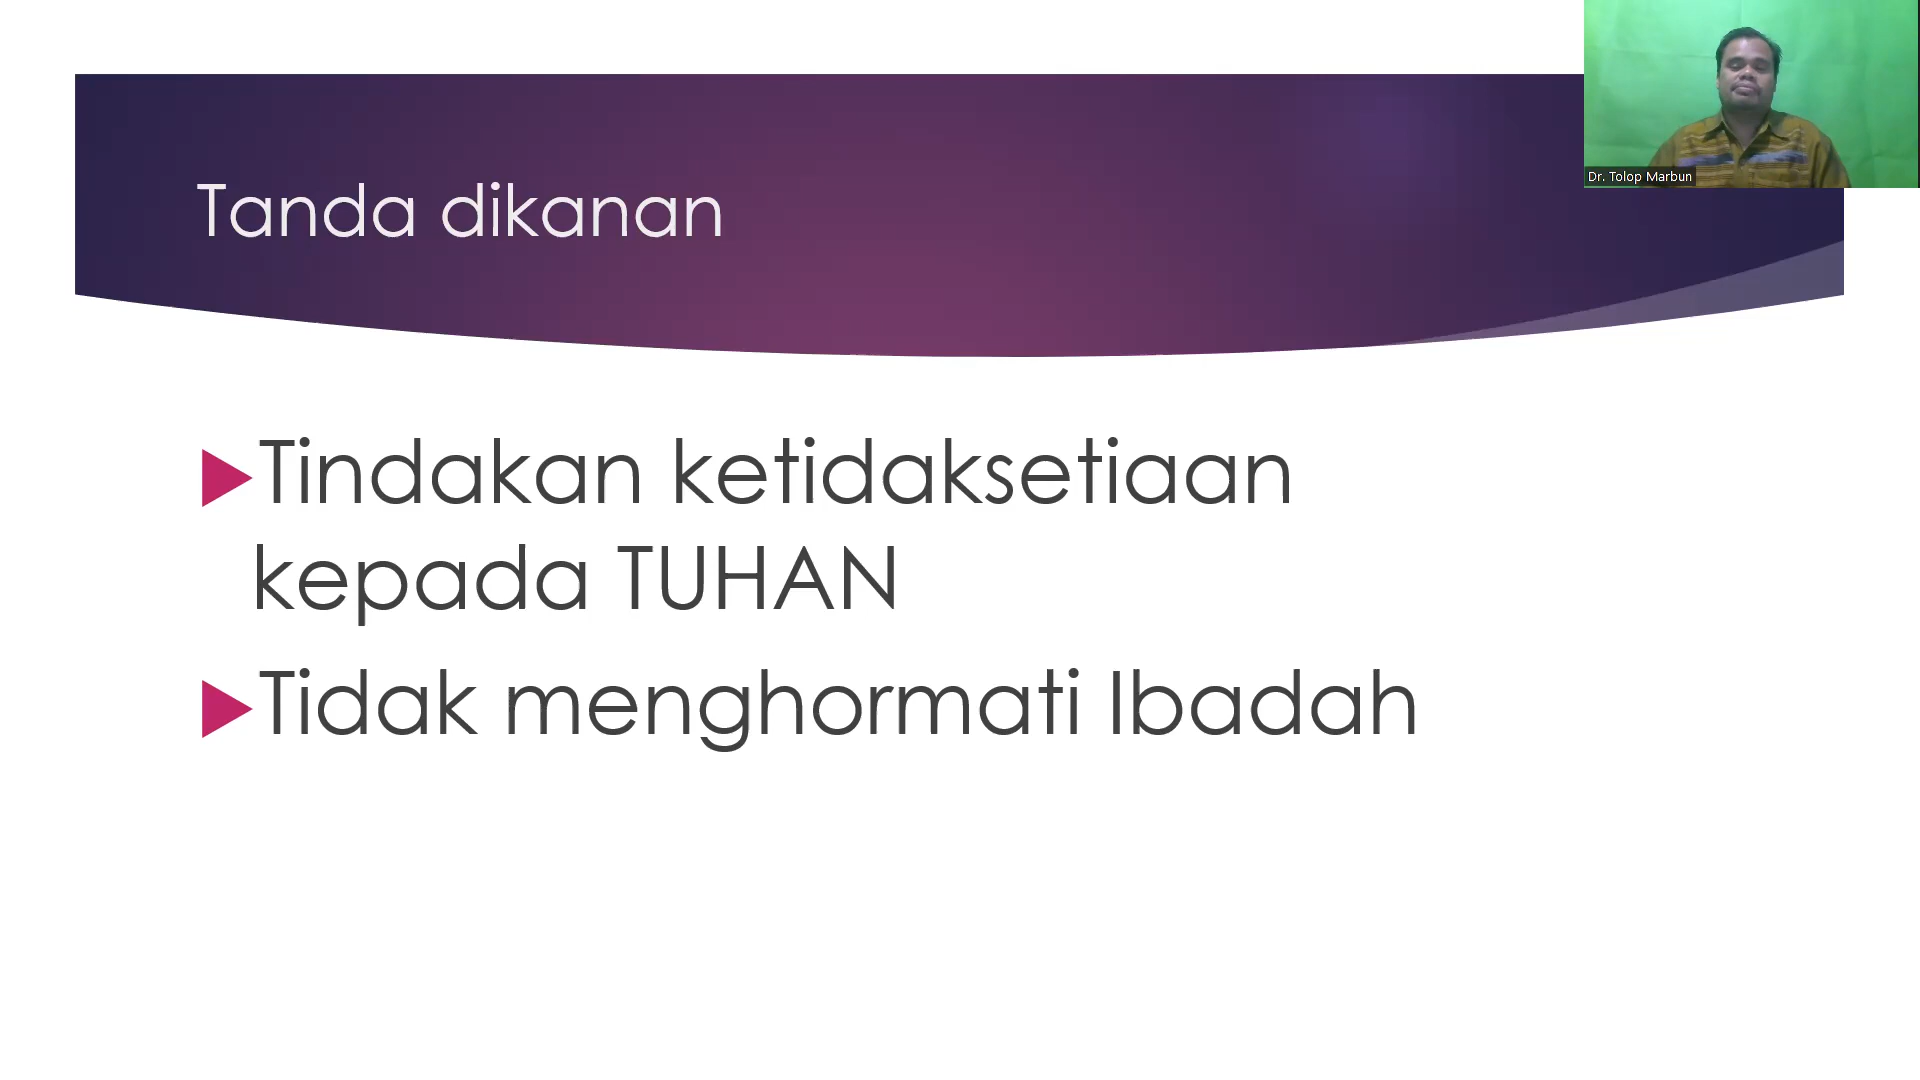 Dr. Tolop Marbun
Tanda dikanan
Tindakan ketidaksetiaan
kepada TUHAN
Tidak menghormati Ibadah